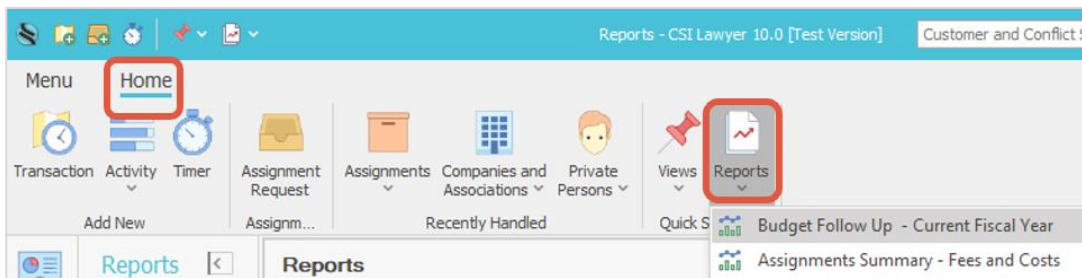 Reports - CSI Lawyer 10.0 [Test Version] Customer and Conflict
Menu Home
Transaction Activity Timer Assignment Request Assignments Companies and Associations Private Persons Views Reports
Add New Assignm... Recently Handled Quick S
Budget Follow Up - Current Fiscal Year
Reports Reports Assignments Summary - Fees and Costs